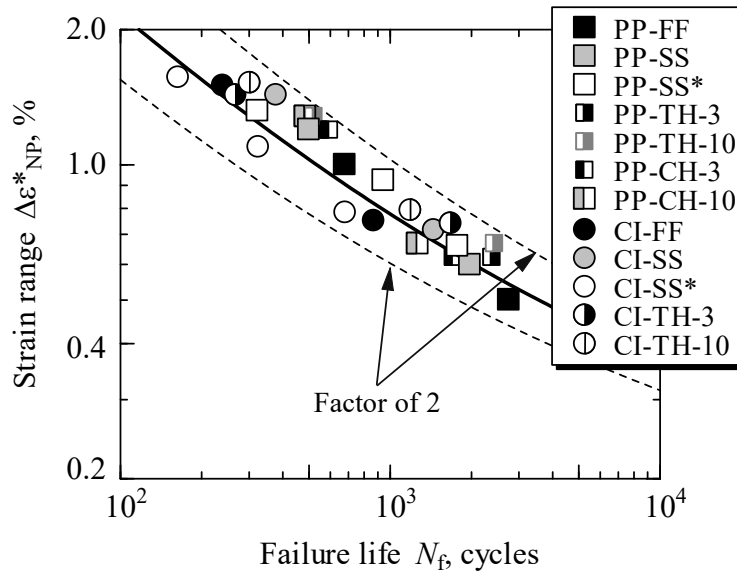 2.0
1.0
0.4
0.2
Strain range Δε*NP, %
10²
10³
10⁴
Failure life Nf, cycles
Factor of 2
PP-FF
PP-SS
PP-SS*
PP-TH-3
PP-TH-10
PP-CH-3
PP-CH-10
CI-FF
CI-SS
CI-SS*
CI-TH-3
CI-TH-10